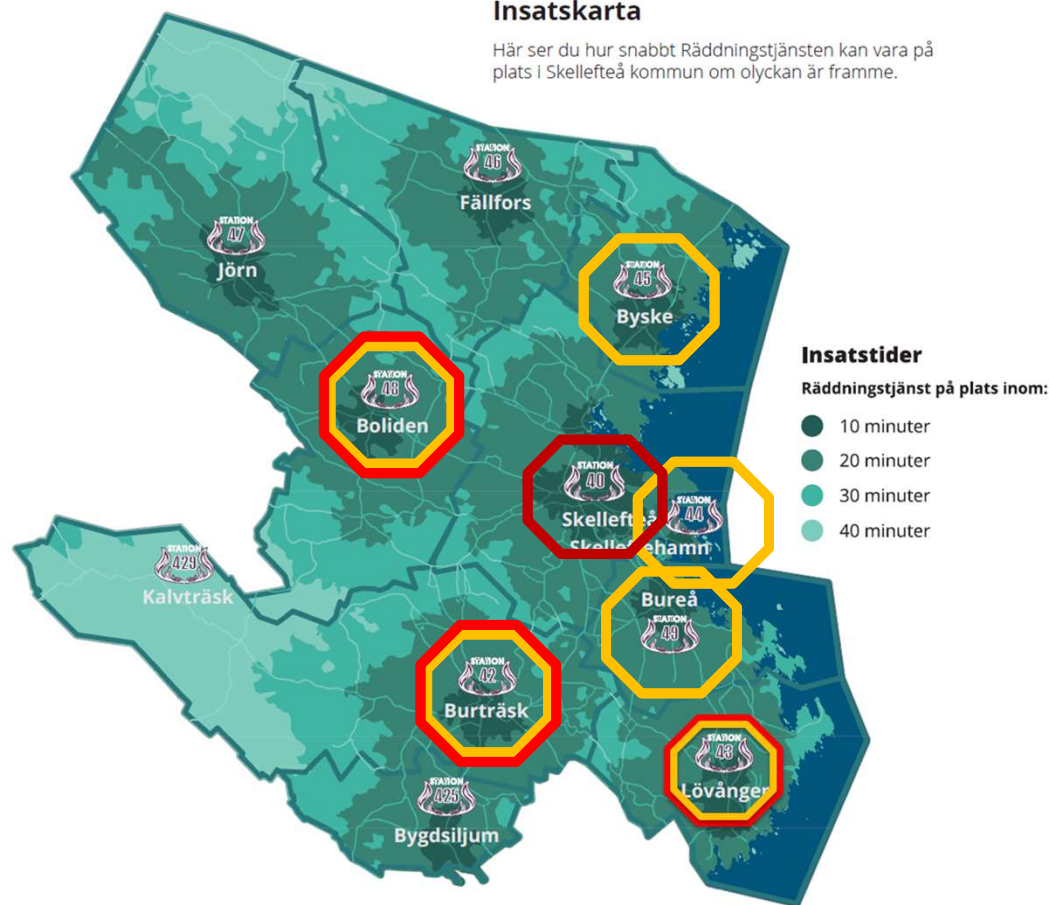 Insatskarta
Här ser du hur snabbt Räddningstjänsten kan vara på
plats i Skellefteå kommun om olyckan är framme.
STATION
46
Fällfors
STATION
47
Jörn
STATION
45
Byske
Insatstider
Räddningstjänst på plats inom:
10 minuter
20 minuter
30 minuter
40 minuter
STATION
48
Boliden
STATION
40
Skellefteå
STATION
44
Skelleftehamn
STATION
429
Kalvträsk
Bureå
STATION
49
STATION
42
Burträsk
STATION
43
Lövånger
STATION
425
Bygdsiljum